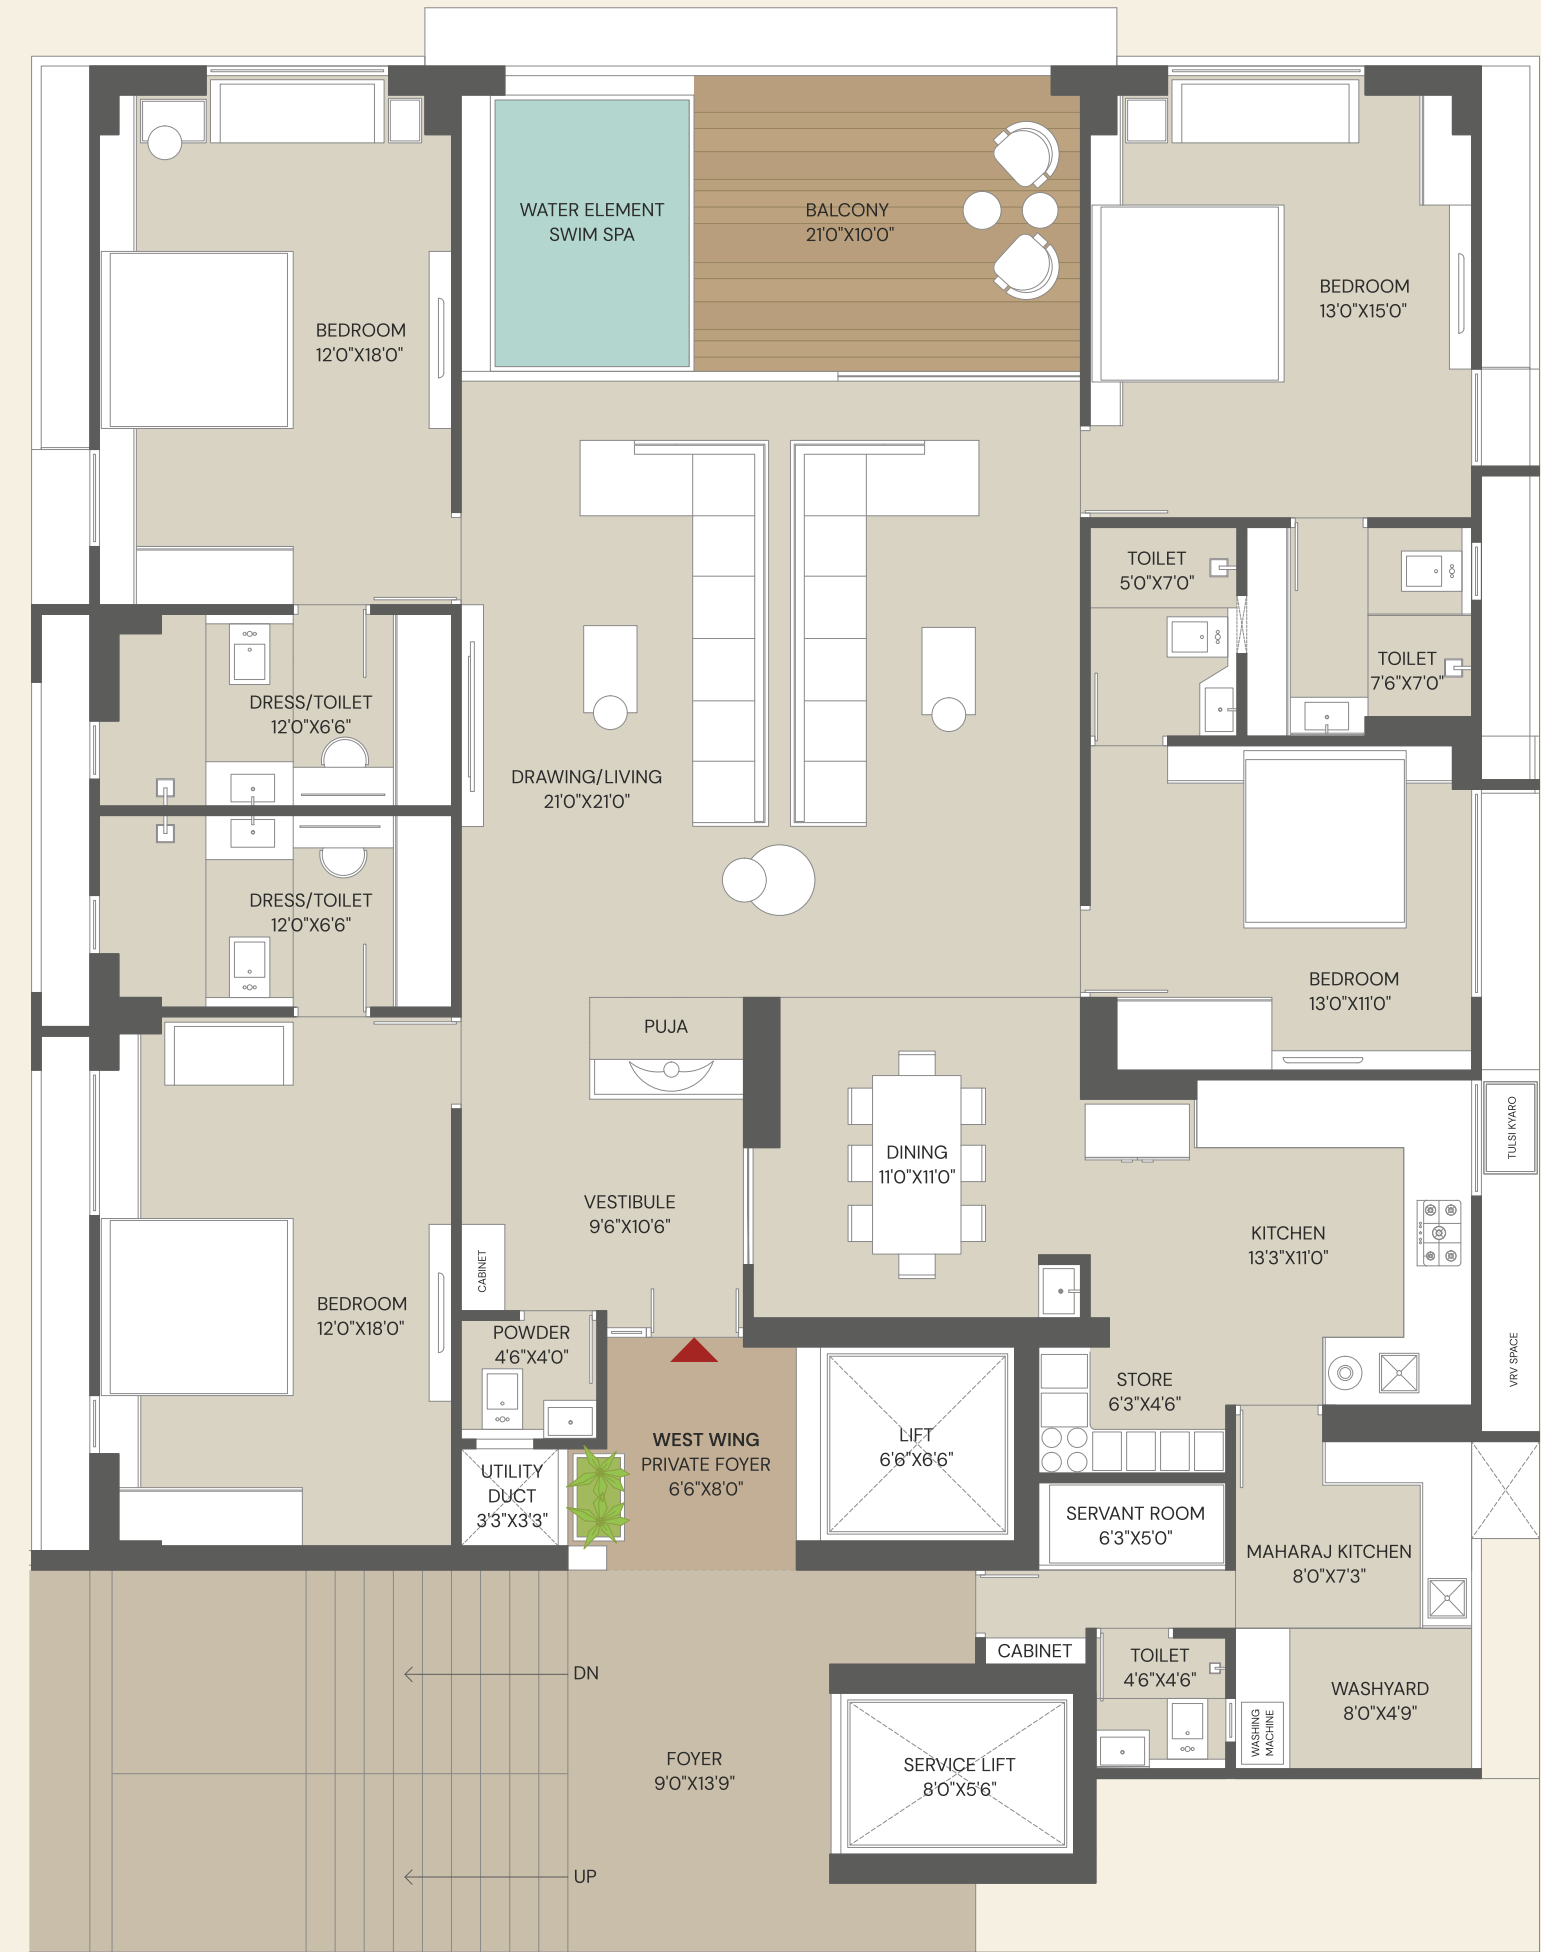 WATER ELEMENT
SWIM SPA
BALCONY
21'0"X10'0"
BEDROOM
13'0"X15'0"
BEDROOM
12'0"X18'0"
TOILET
5'0"X7'0"
TOILET
7'6"X7'0"
DRESS/TOILET
12'0"X6'6"
DRAWING/LIVING
21'0"X21'0"
DRESS/TOILET
12'0"X6'6"
BEDROOM
13'0"X11'0"
PUJA
TULSI KYARO
DINING
11'0"X11'0"
VESTIBULE
9'6"X10'6"
KITCHEN
13'3"X11'0"
CABINET
BEDROOM
12'0"X18'0"
POWDER
4'6"X4'0"
VRV SPACE
STORE
6'3"X4'6"
WEST WING
PRIVATE FOYER
6'6"X8'0"
LIFT
6'6"X6'6"
UTILITY
DUCT
3'3"X3'3"
SERVANT ROOM
6'3"X5'0"
MAHARAJ KITCHEN
8'0"X7'3"
CABINET
TOILET
4'6"X4'6"
DN
WASHYARD
8'0"X4'9"
WASHING
MACHINE
FOYER
9'0"X13'9"
SERVICE LIFT
8'0"X5'6"
UP